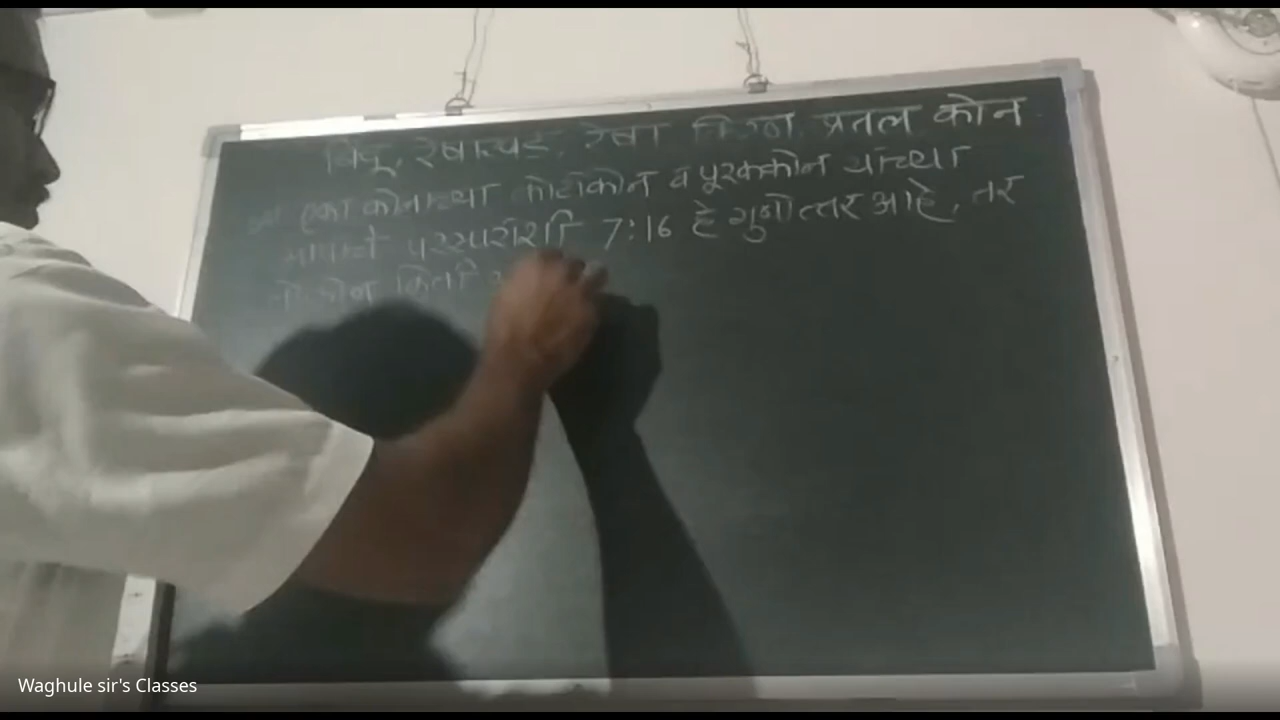 बिंदू, रेषाखंड, रेषा किरण, प्रतल कोन
एका कोनाच्या कोटीकोन व पूरककोन यांच्या
मापांचे परस्परांशी 7:16 हे गुणोत्तर आहे, तर
तो कोन किती
Waghule sir's Classes